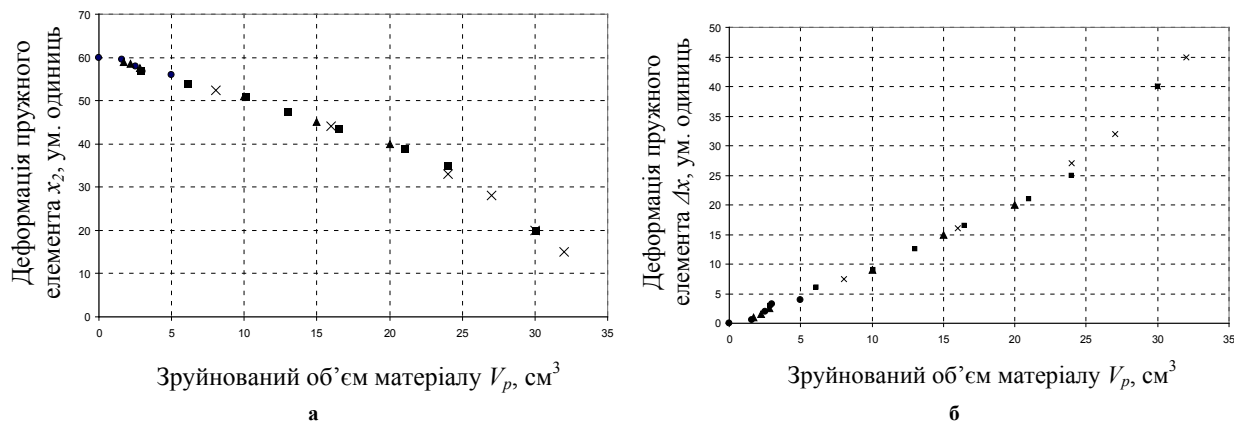 Деформація пружного
елемента x₂, ум. одиниць
70
60
50
40
30
20
10
0
0 5 10 15 20 25 30 35
Зруйнований об’єм матеріалу Vₚ, см³
а
Деформація пружного
елемента Δx, ум. одиниць
50
45
40
35
30
25
20
15
10
5
0
0 5 10 15 20 25 30 35
Зруйнований об’єм матеріалу Vₚ, см³
б